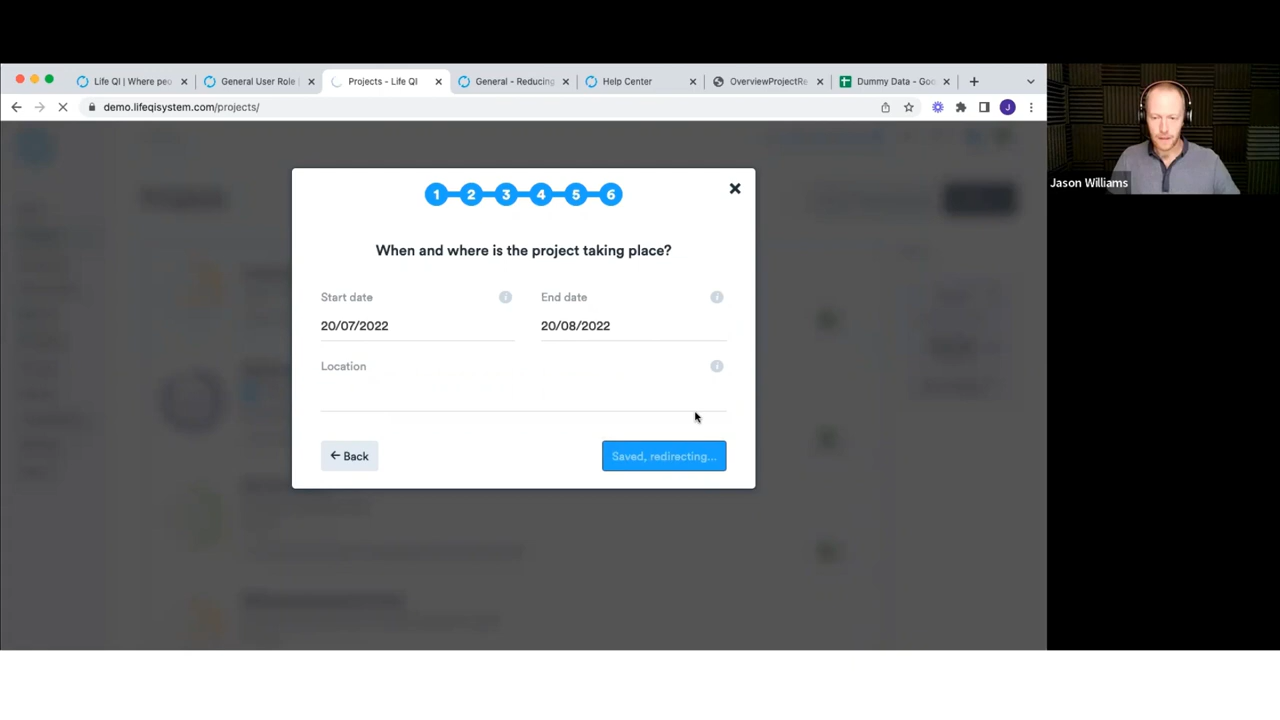 Life QI | Where peo
General User Role |
Projects - Life QI
General - Reducing
Help Center
OverviewProjectRe
Dummy Data - Goo
demo.lifeqisystem.com/projects/
J
1 2 3 4 5 6
When and where is the project taking place?
Start date
End date
20/07/2022
20/08/2022
Location
Back
Saved, redirecting...
Jason Williams